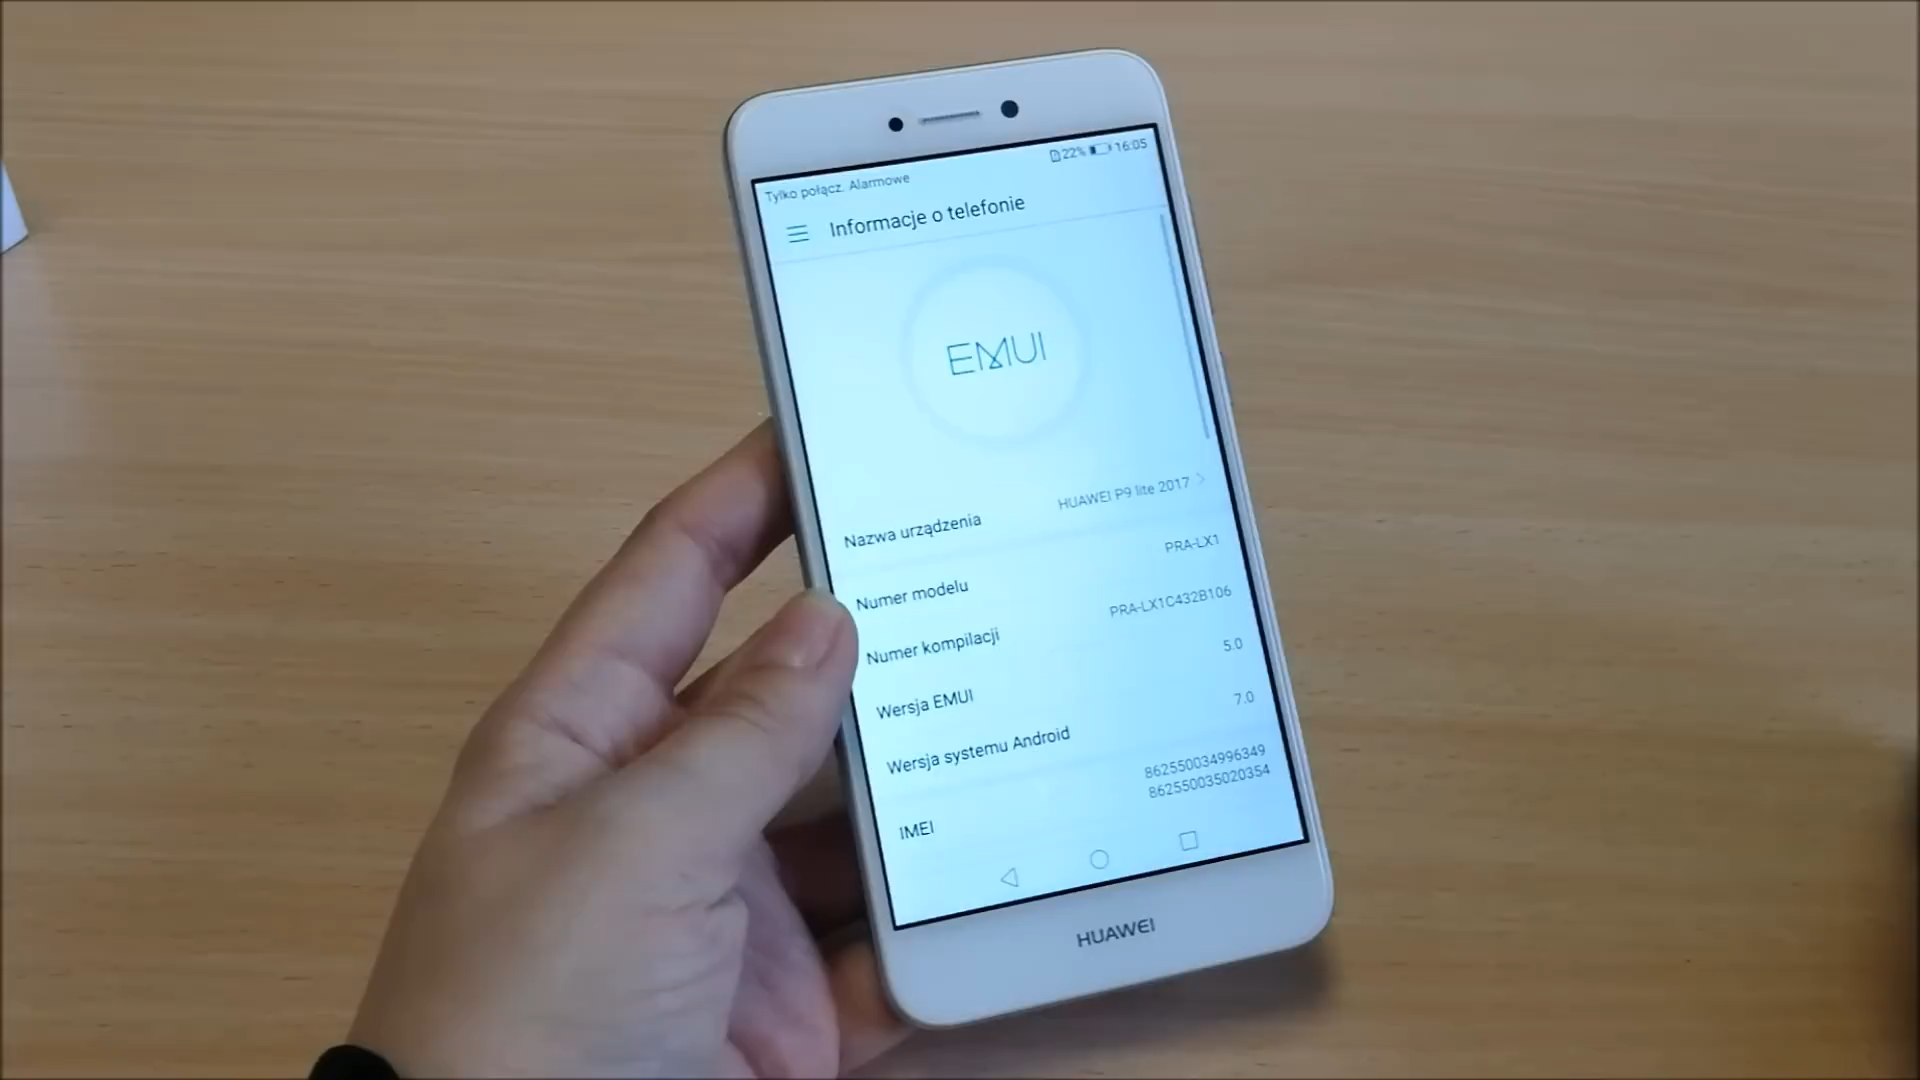 Tylko połącz. Alarmowe 22% 16:05
Informacje o telefonie
EMUI
Nazwa urządzenia HUAWEI P9 lite 2017
Numer modelu PRA-LX1
Numer kompilacji PRA-LX1C432B106
Wersja EMUI 5.0
Wersja systemu Android 7.0
IMEI 862550034996349
862550035020354
HUAWEI